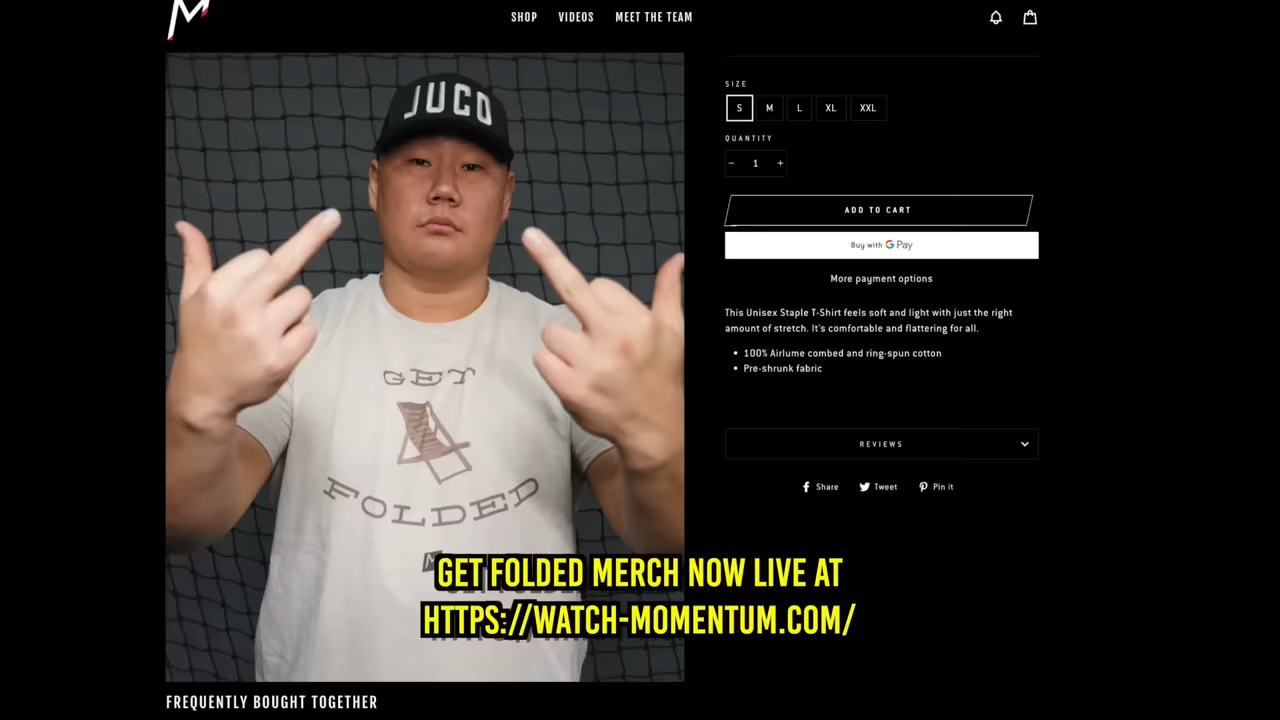 M
SHOP VIDEOS MEET THE TEAM
JUCO
GET
FOLDED
M
SIZE
S M L XL XXL
QUANTITY
− 1 +
ADD TO CART
Buy with G Pay
More payment options
This Unisex Staple T-Shirt feels soft and light with just the right
amount of stretch. It's comfortable and flattering for all.
• 100% Airlume combed and ring-spun cotton
• Pre-shrunk fabric
REVIEWS
Share Tweet Pin it
GET FOLDED MERCH NOW LIVE AT
HTTPS://WATCH-MOMENTUM.COM/
FREQUENTLY BOUGHT TOGETHER